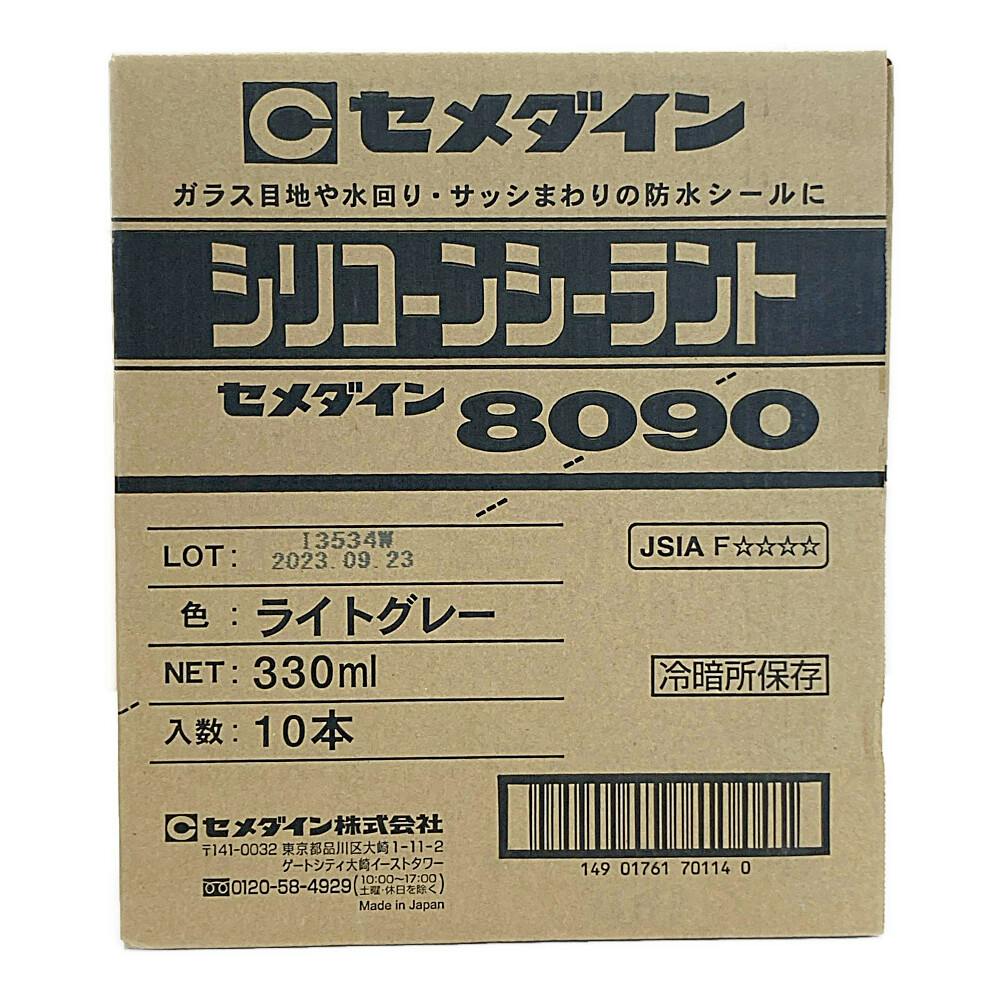 セメダイン
ガラス目地や水回り・サッシまわりの防水シールに
シリコーンシーラント
セメダイン 8090
LOT: I3534W
2023.09.23
JSIA F☆☆☆☆
色: ライトグレー
NET: 330ml
冷暗所保存
入数: 10本
セメダイン株式会社
〒141-0032 東京都品川区大崎1-11-2
ゲートシティ大崎イーストタワー
0120-58-4929(10:00〜17:00 土曜・休日を除く)
Made in Japan
149 01761 70114 0